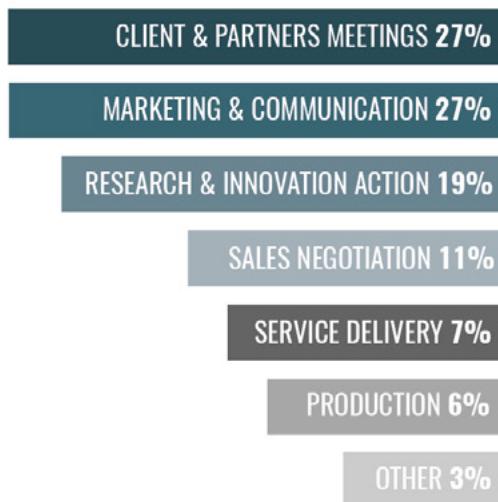 CLIENT & PARTNERS MEETINGS 27%
MARKETING & COMMUNICATION 27%
RESEARCH & INNOVATION ACTION 19%
SALES NEGOTIATION 11%
SERVICE DELIVERY 7%
PRODUCTION 6%
OTHER 3%